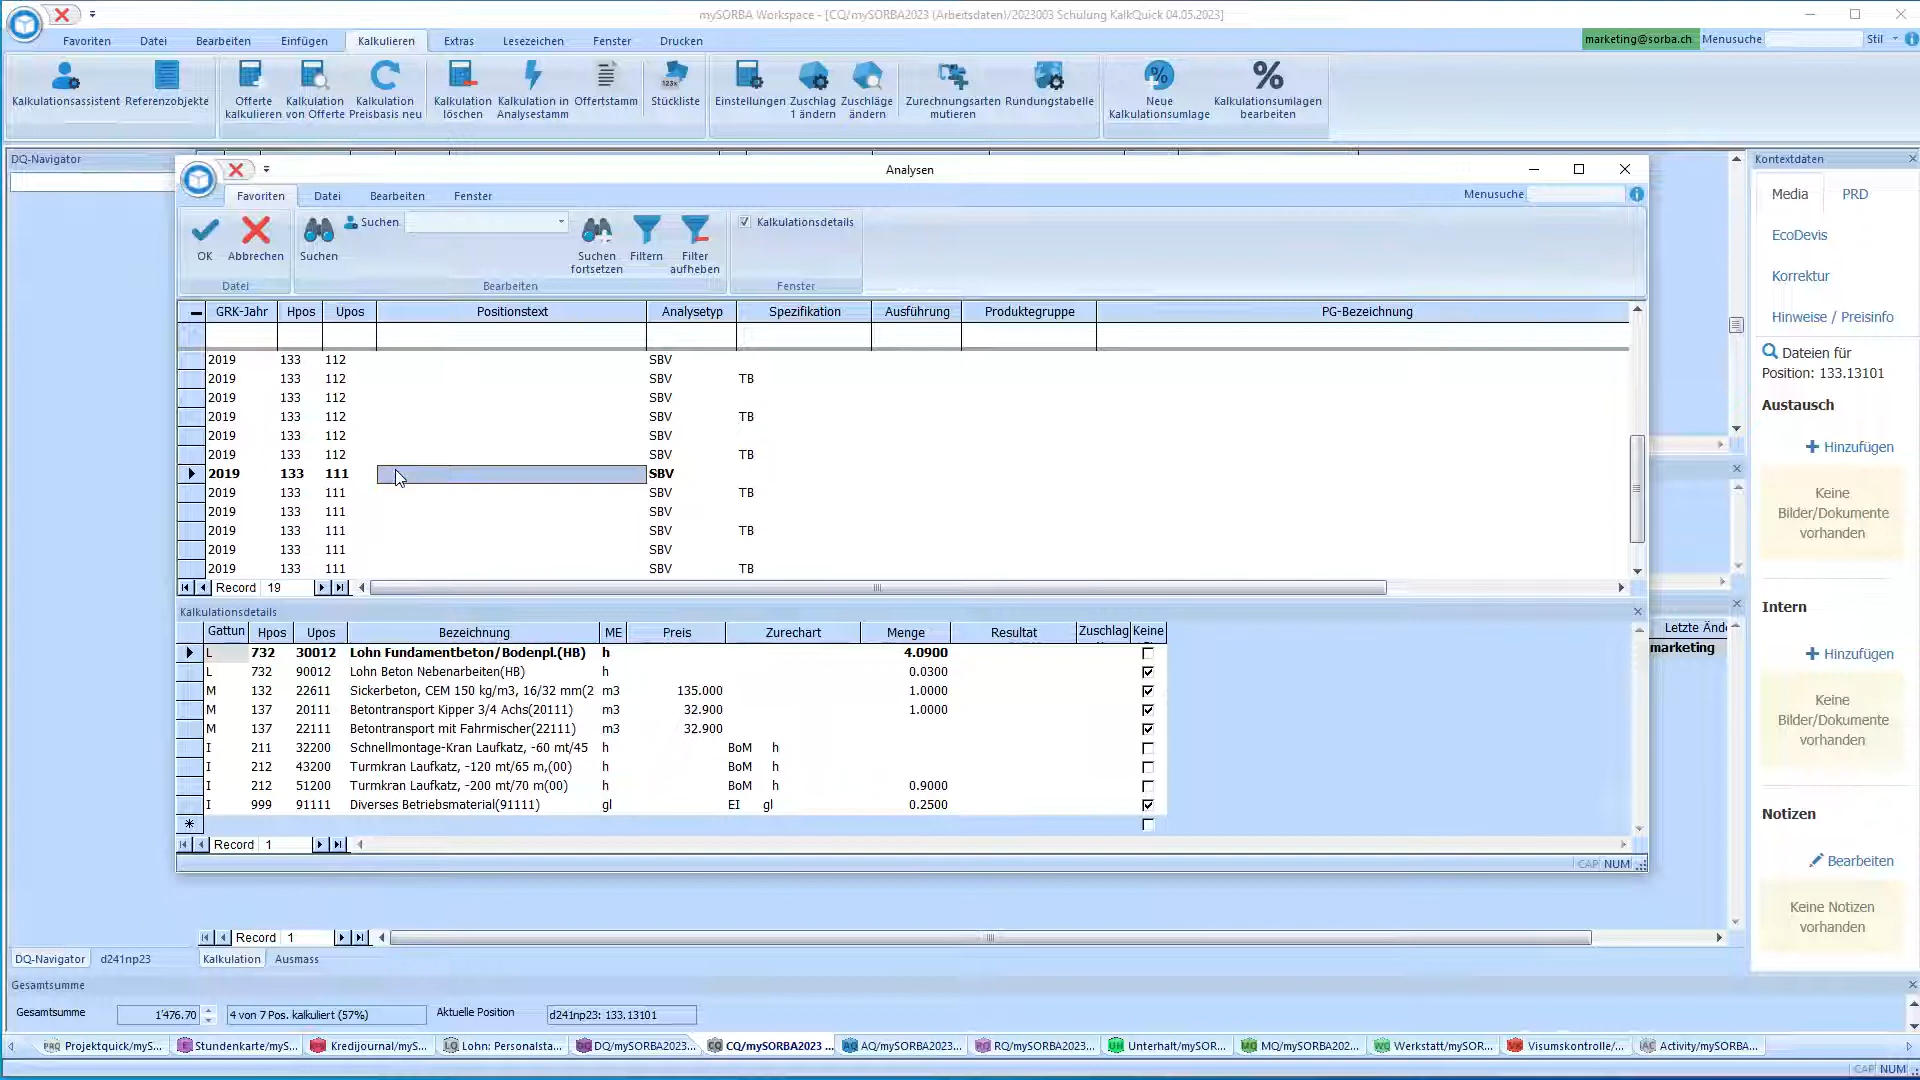 mySORBA Workspace - [CQ/mySORBA2023 (Arbeitsdaten)/2023003 Schulung KalkQuick 04.05.2023]
Favoriten Datei Bearbeiten Einfügen Kalkulieren Extras Lesezeichen Fenster Drucken
marketing@sorba.ch Menusuche Stil
Kalkulationsassistent Referenzobjekte
Offerte kalkulieren
Kalkulation von Offerte
Kalkulation Preisbasis neu
Kalkulation löschen
Kalkulation in Analysestamm
Offertstamm
Stückliste
Einstellungen
Zuschlag 1 ändern
Zuschläge ändern
Zurechnungsarten mutieren
Rundungstabelle
Neue Kalkulationsumlage
Kalkulationsumlagen bearbeiten
DQ-Navigator
Analysen
Favoriten Datei Bearbeiten Fenster
Menusuche
OK Abbrechen
Datei
Suchen
Suchen
Suchen fortsetzen
Filtern
Filter aufheben
Bearbeiten
Kalkulationsdetails
Fenster
GRK-Jahr Hpos Upos Positionstext Analysetyp Spezifikation Ausführung Produktegruppe PG-Bezeichnung
2019 133 112 SBV
2019 133 112 SBV TB
2019 133 112 SBV
2019 133 112 SBV TB
2019 133 112 SBV
2019 133 112 SBV TB
2019 133 111 SBV
2019 133 111 SBV TB
2019 133 111 SBV
2019 133 111 SBV TB
2019 133 111 SBV
2019 133 111 SBV TB
Record 19
Kalkulationsdetails
Gattun Hpos Upos Bezeichnung ME Preis Zurechart Menge Resultat Zuschlag Keine
L 732 30012 Lohn Fundamentbeton/Bodenpl.(HB) h 4.0900
L 732 90012 Lohn Beton Nebenarbeiten(HB) h 0.0300
M 132 22611 Sickerbeton, CEM 150 kg/m3, 16/32 mm(2 m3 135.000 1.0000
M 137 20111 Betontransport Kipper 3/4 Achs(20111) m3 32.900 1.0000
M 137 22111 Betontransport mit Fahrmischer(22111) m3 32.900
I 211 32200 Schnellmontage-Kran Laufkatz, -60 mt/45 h BoM h
I 212 43200 Turmkran Laufkatz, -120 mt/65 m,(00) h BoM h
I 212 51200 Turmkran Laufkatz, -200 mt/70 m(00) h BoM h 0.9000
I 999 91111 Diverses Betriebsmaterial(91111) gl EI gl 0.2500
Record 1
CAP NUM
Letzte Ände
marketing
Kontextdaten
Media PRD
EcoDevis
Korrektur
Hinweise / Preisinfo
Dateien für
Position: 133.13101
Austausch
Hinzufügen
Keine
Bilder/Dokumente
vorhanden
Intern
Hinzufügen
Keine
Bilder/Dokumente
vorhanden
Notizen
Bearbeiten
Keine Notizen
vorhanden
Record 1
DQ-Navigator d241np23 Kalkulation Ausmass
Gesamtsumme
Gesamtsumme 1'476.70 4 von 7 Pos. kalkuliert (57%) Aktuelle Position d241np23: 133.13101
Projektquick/myS... Stundenkarte/myS... Kredijournal/myS... Lohn: Personalsta... DQ/mySORBA2023... CQ/mySORBA2023 ... AQ/mySORBA2023... RQ/mySORBA2023... Unterhalt/mySOR... MQ/mySORBA202... Werkstatt/mySOR... Visumskontrolle/... Activity/mySORBA...
CAP NUM